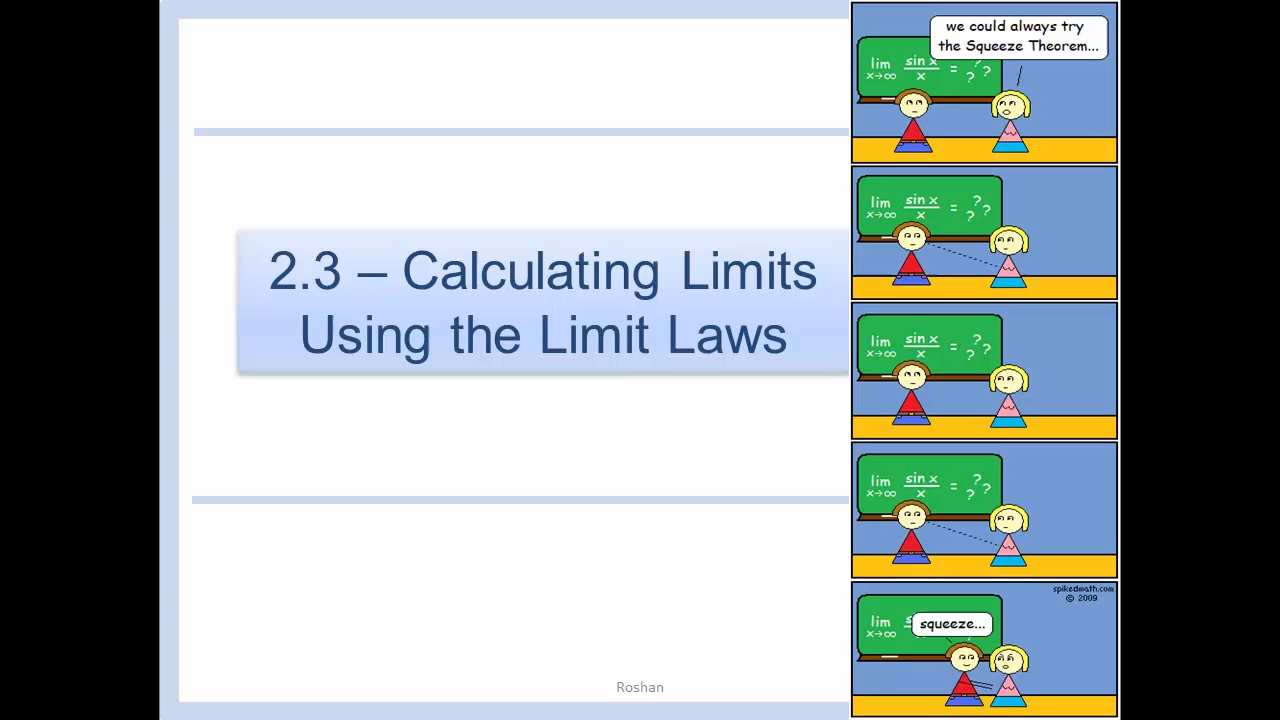 2.3 – Calculating Limits
Using the Limit Laws
Roshan
we could always try
the Squeeze Theorem...
lim x→∞ sin x / x = ? ? ?
lim x→∞ sin x / x = ? ? ?
lim x→∞ sin x / x = ? ? ?
lim x→∞ sin x / x = ? ? ?
spikedmath.com
© 2009
lim x→∞ s
squeeze...